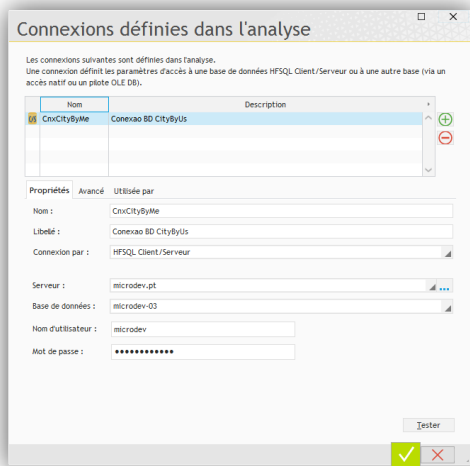 Connexions définies dans l'analyse
Les connexions suivantes sont définies dans l'analyse.
Une connexion définit les paramètres d'accès à une base de données HFSQL Client/Serveur ou à une autre base (via un
accès natif ou un pilote OLE DB).
Nom Description
C/S CnxCityByMe Conexao BD CityByUs
Propriétés Avancé Utilisée par
Nom : CnxCityByMe
Libellé : Conexao BD CityByUs
Connexion par : HFSQL Client/Serveur
Serveur : microdev.pt ...
Base de données : microdev-03
Nom d'utilisateur : microdev
Mot de passe : ●●●●●●●●●●●●
Tester